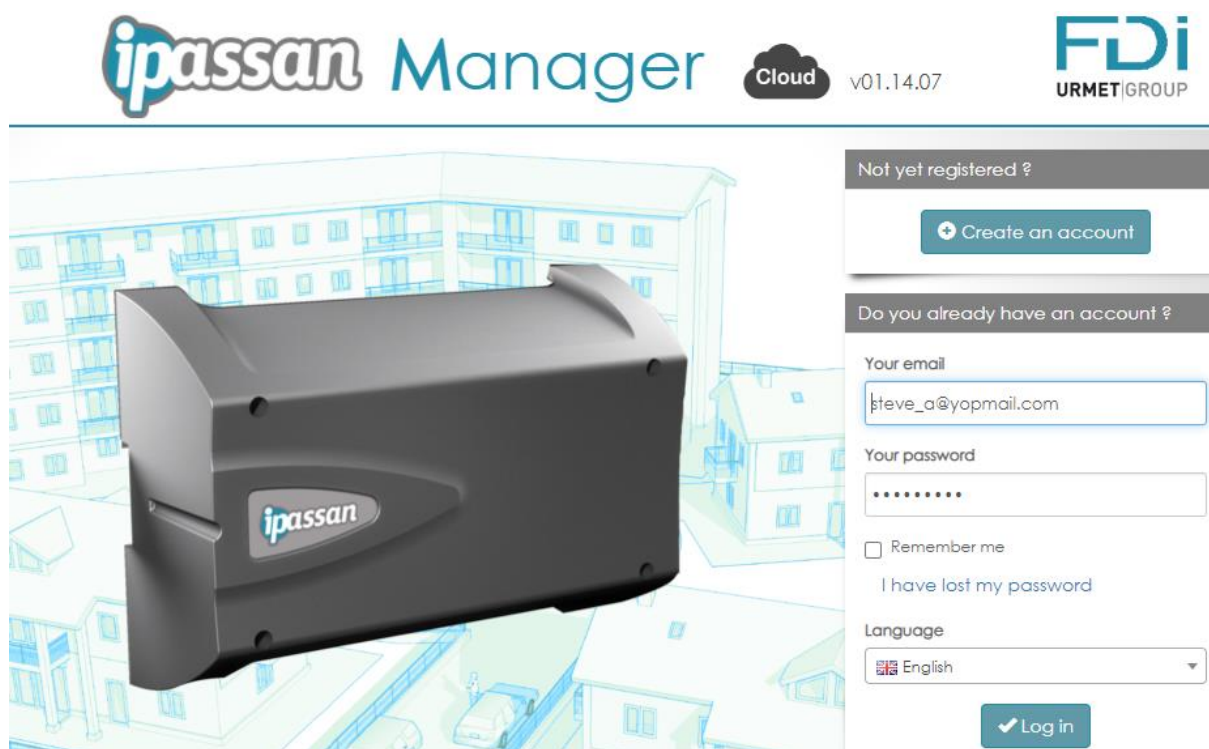 ipassan Manager Cloud v01.14.07
FDi
URMET GROUP
Not yet registered ?
Create an account
Do you already have an account ?
Your email
steve_a@yopmail.com
Your password
•••••••••
Remember me
I have lost my password
Language
English
Log in
ipassan